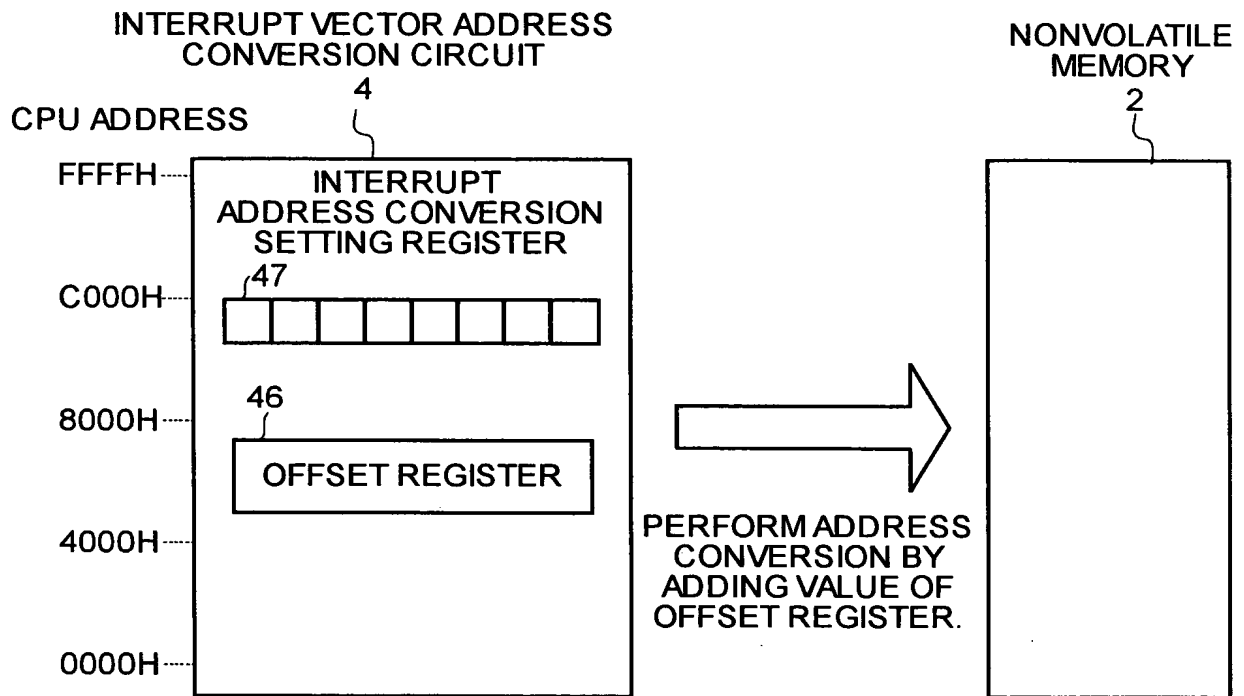 INTERRUPT VECTOR ADDRESS
CONVERSION CIRCUIT
4
NONVOLATILE
MEMORY
2
CPU ADDRESS
FFFFH
INTERRUPT
ADDRESS CONVERSION
SETTING REGISTER
47
C000H
46
8000H
OFFSET REGISTER
4000H
PERFORM ADDRESS
CONVERSION BY
ADDING VALUE OF
OFFSET REGISTER.
0000H